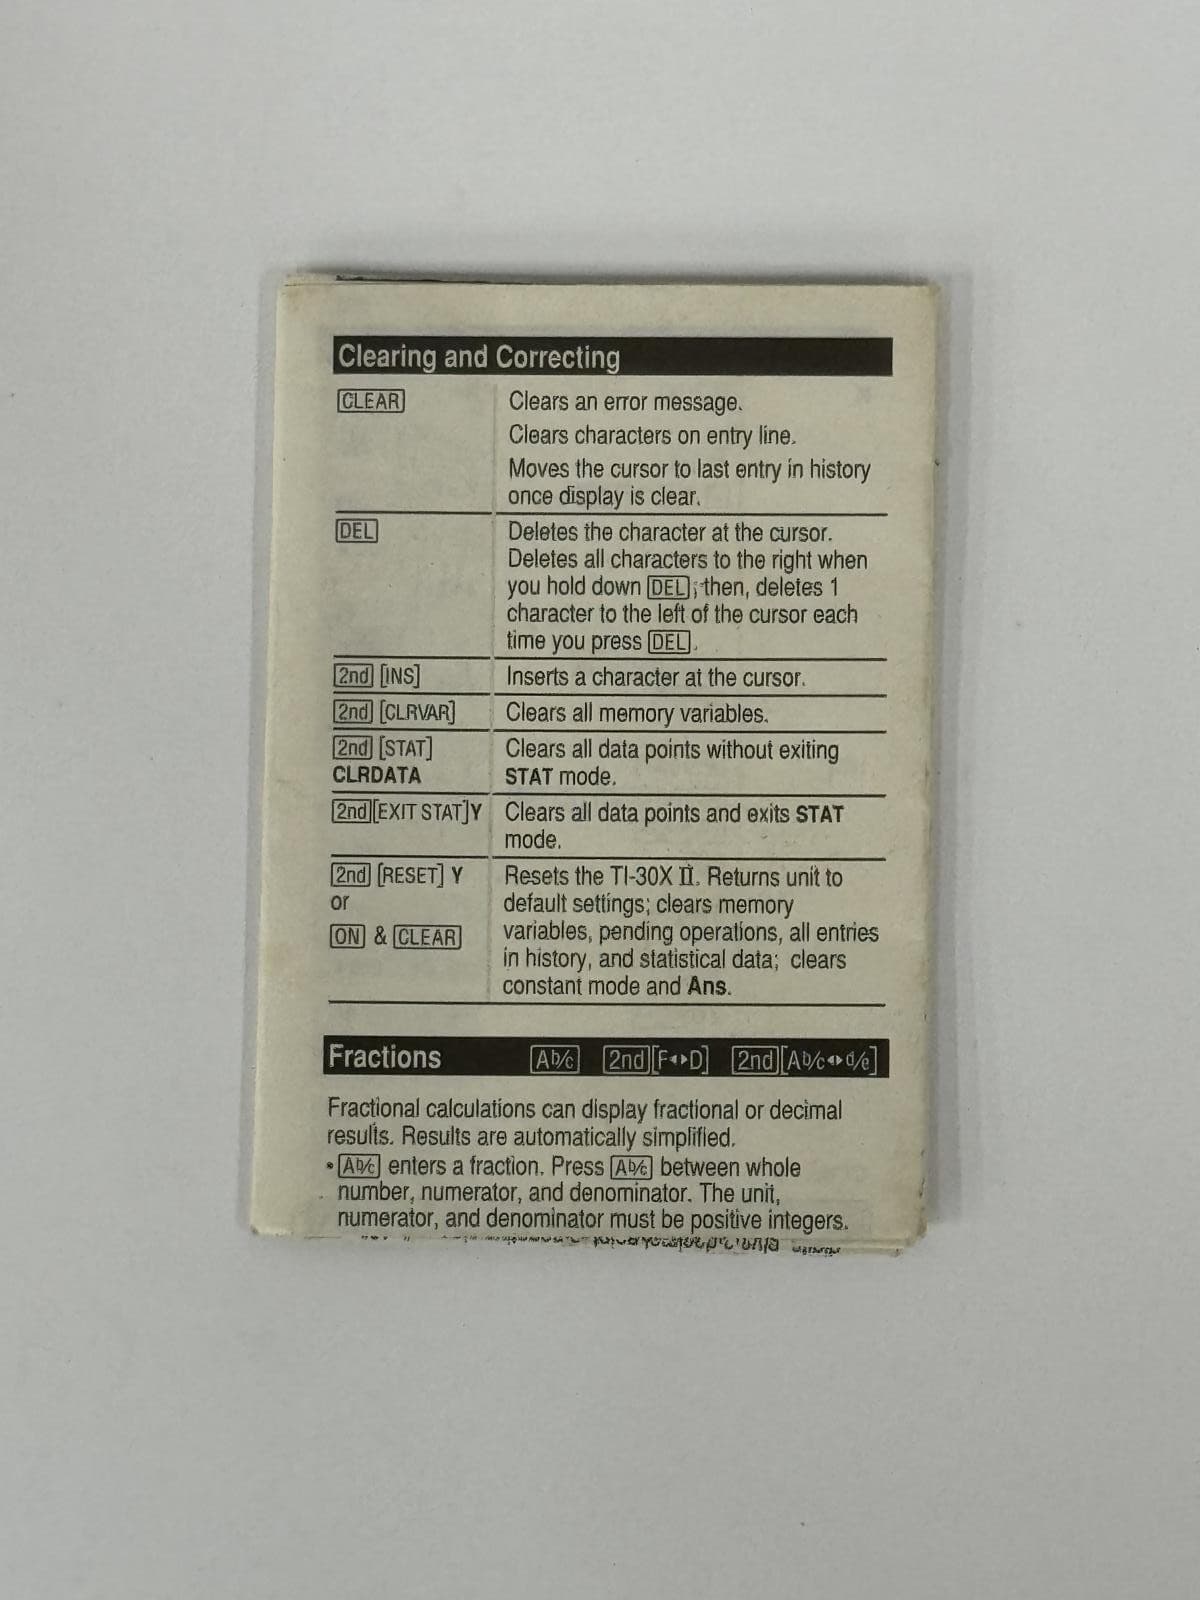 Clearing and Correcting
CLEAR Clears an error message.
Clears characters on entry line.
Moves the cursor to last entry in history
once display is clear.
DEL Deletes the character at the cursor.
Deletes all characters to the right when
you hold down DEL; then, deletes 1
character to the left of the cursor each
time you press DEL.
2nd [INS] Inserts a character at the cursor.
2nd [CLRVAR] Clears all memory variables.
2nd [STAT] Clears all data points without exiting
CLRDATA STAT mode.
2nd [EXIT STAT] Y Clears all data points and exits STAT
mode.
2nd [RESET] Y Resets the TI-30X II. Returns unit to
or default settings; clears memory
ON & CLEAR variables, pending operations, all entries
in history, and statistical data; clears
constant mode and Ans.
Fractions Ab/c 2nd [F◂▸D] 2nd [Ab/c◂▸d/e]
Fractional calculations can display fractional or decimal
results. Results are automatically simplified.
• Ab/c enters a fraction. Press Ab/c between whole
number, numerator, and denominator. The unit,
numerator, and denominator must be positive integers.